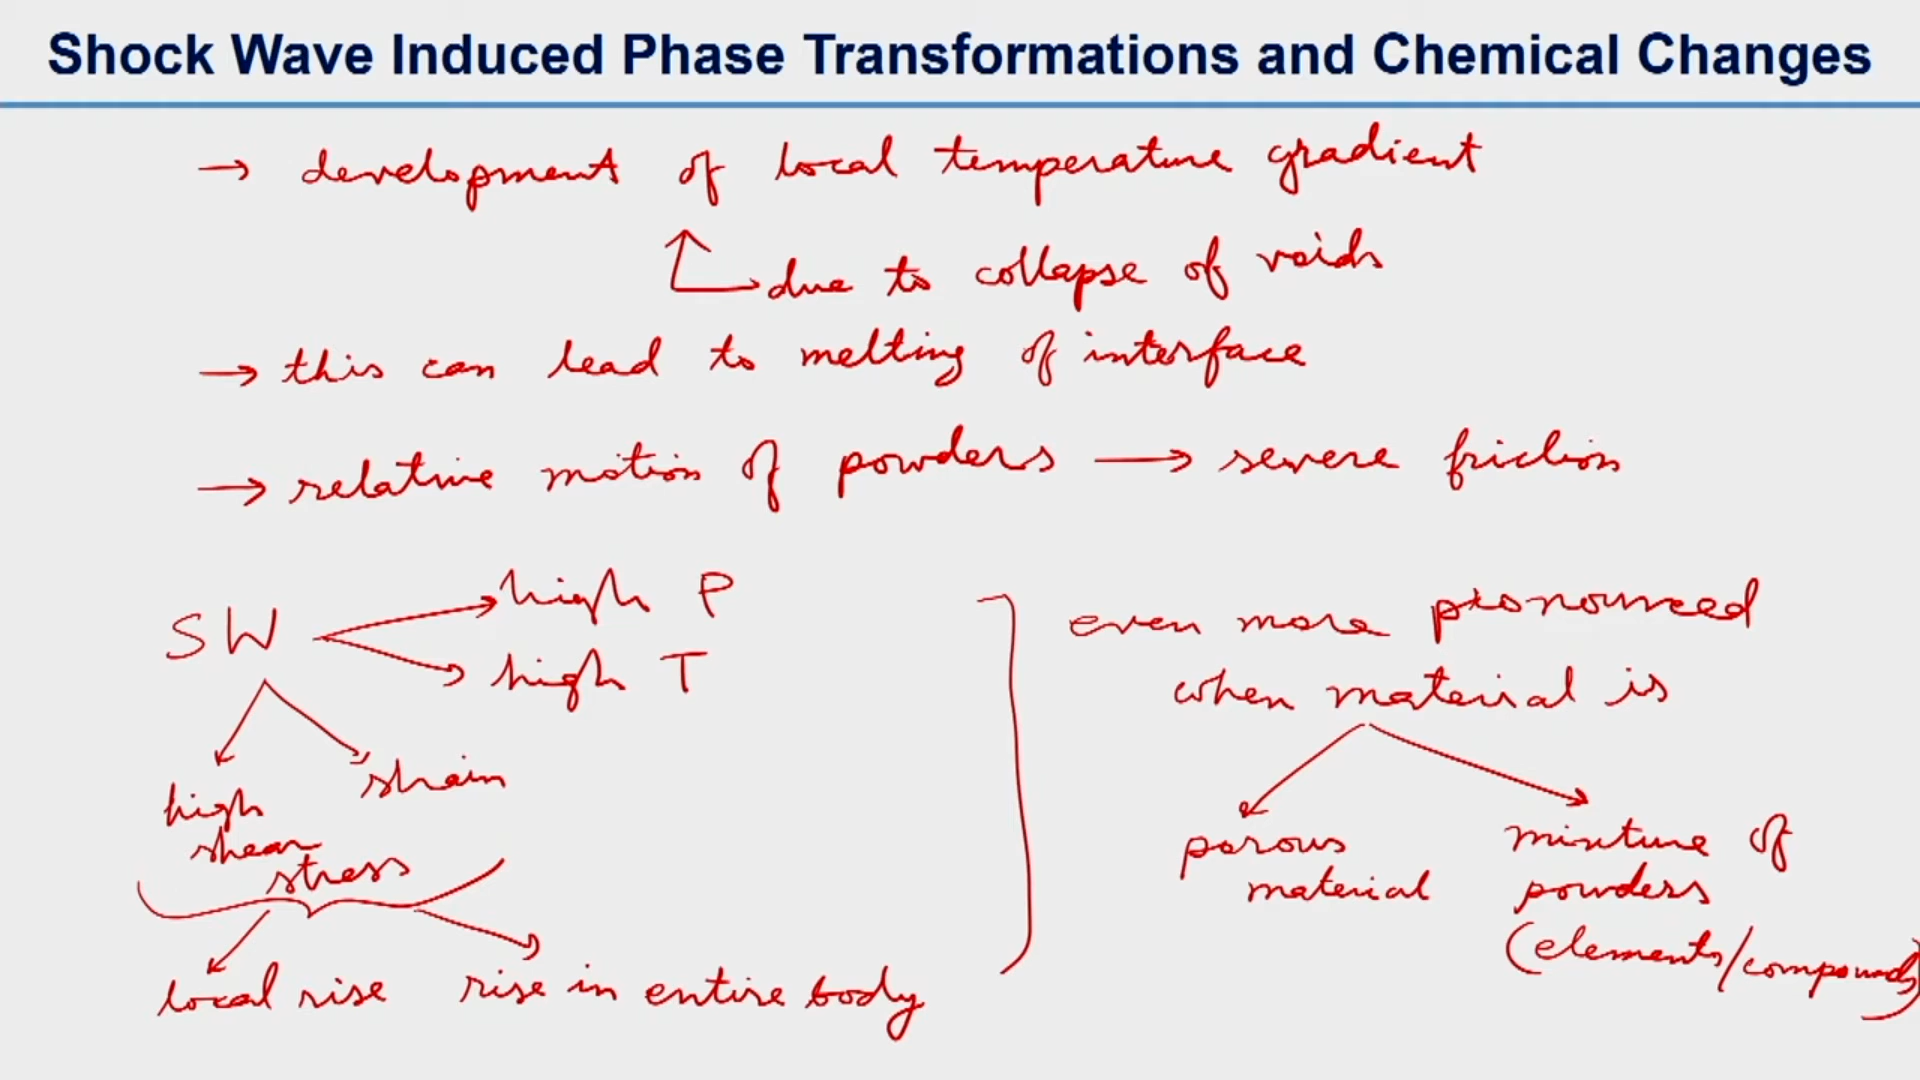 Shock Wave Induced Phase Transformations and Chemical Changes
→ development of local temperature gradient
due to collapse of voids
→ this can lead to melting of interface
→ relative motion of powders → severe friction
SW
high P
high T
high shear stress
strain
local rise
rise in entire body
even more pronounced
when material is
porous
material
mixture of
powders
(elements/compounds)